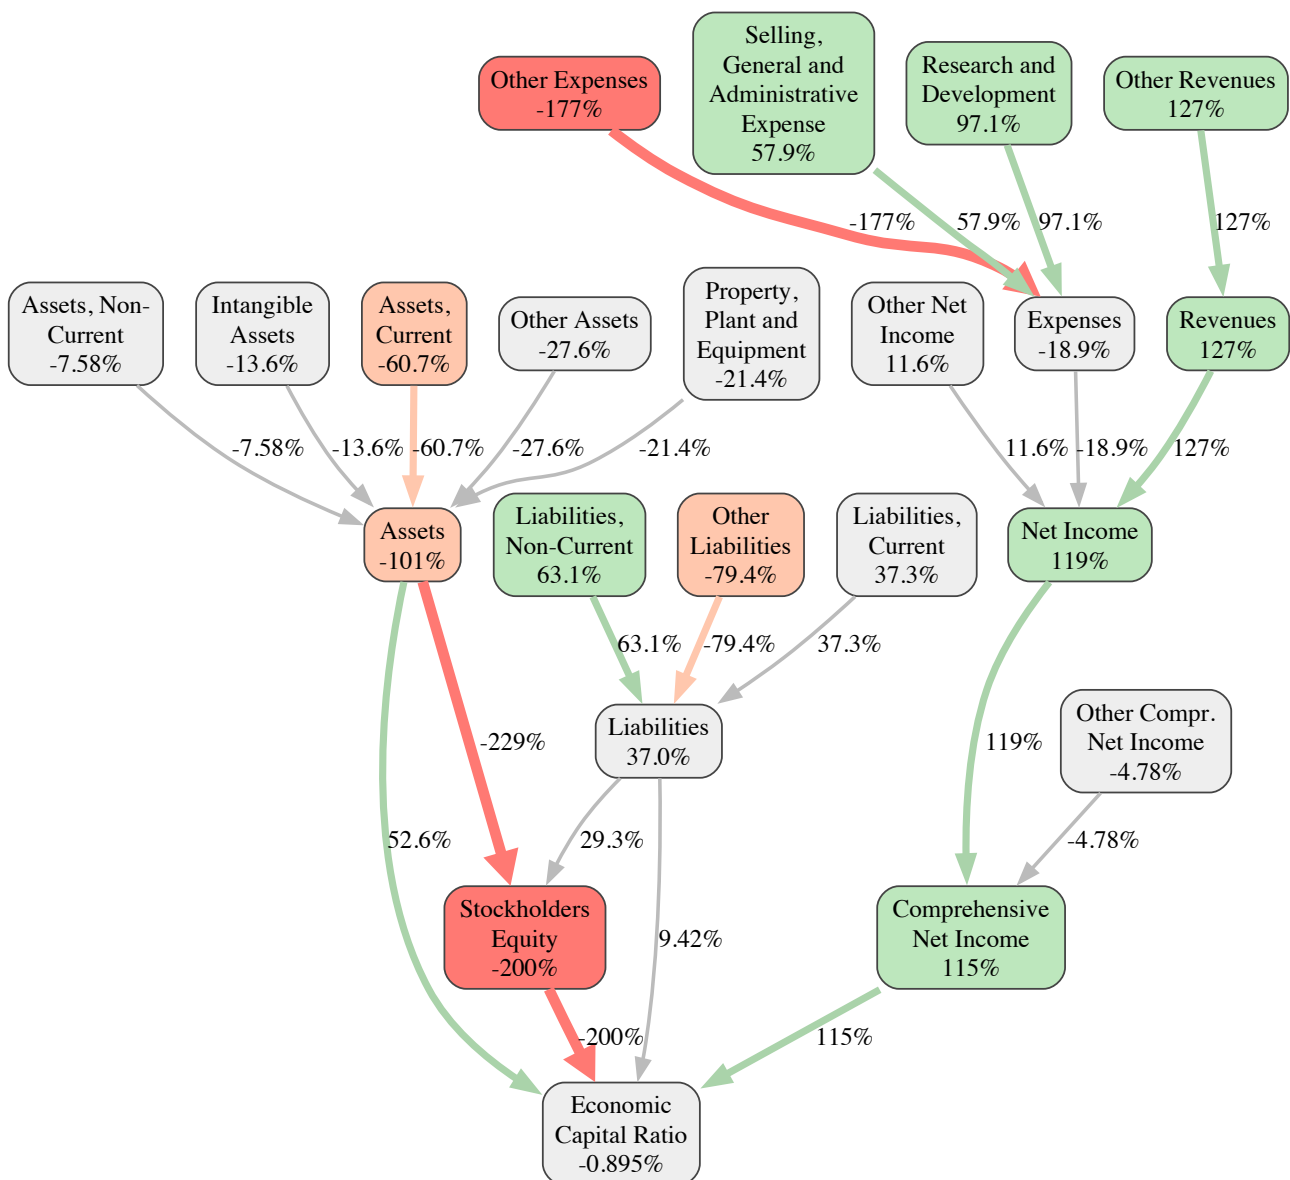 Selling,
General and
Administrative
Expense
57.9%
Other Expenses
-177%
Research and
Development
97.1%
Other Revenues
127%
-177%
57.9%
97.1%
127%
Assets, Non-
Current
-7.58%
Intangible
Assets
-13.6%
Assets,
Current
-60.7%
Other Assets
-27.6%
Property,
Plant and
Equipment
-21.4%
Other Net
Income
11.6%
Expenses
-18.9%
Revenues
127%
-7.58%
-13.6%
-60.7%
-27.6%
-21.4%
11.6%
-18.9%
127%
Assets
-101%
Liabilities,
Non-Current
63.1%
Other
Liabilities
-79.4%
Liabilities,
Current
37.3%
Net Income
119%
63.1%
-79.4%
37.3%
Liabilities
37.0%
Other Compr.
Net Income
-4.78%
-229%
119%
52.6%
29.3%
-4.78%
Stockholders
Equity
-200%
9.42%
Comprehensive
Net Income
115%
-200%
115%
Economic
Capital Ratio
-0.895%